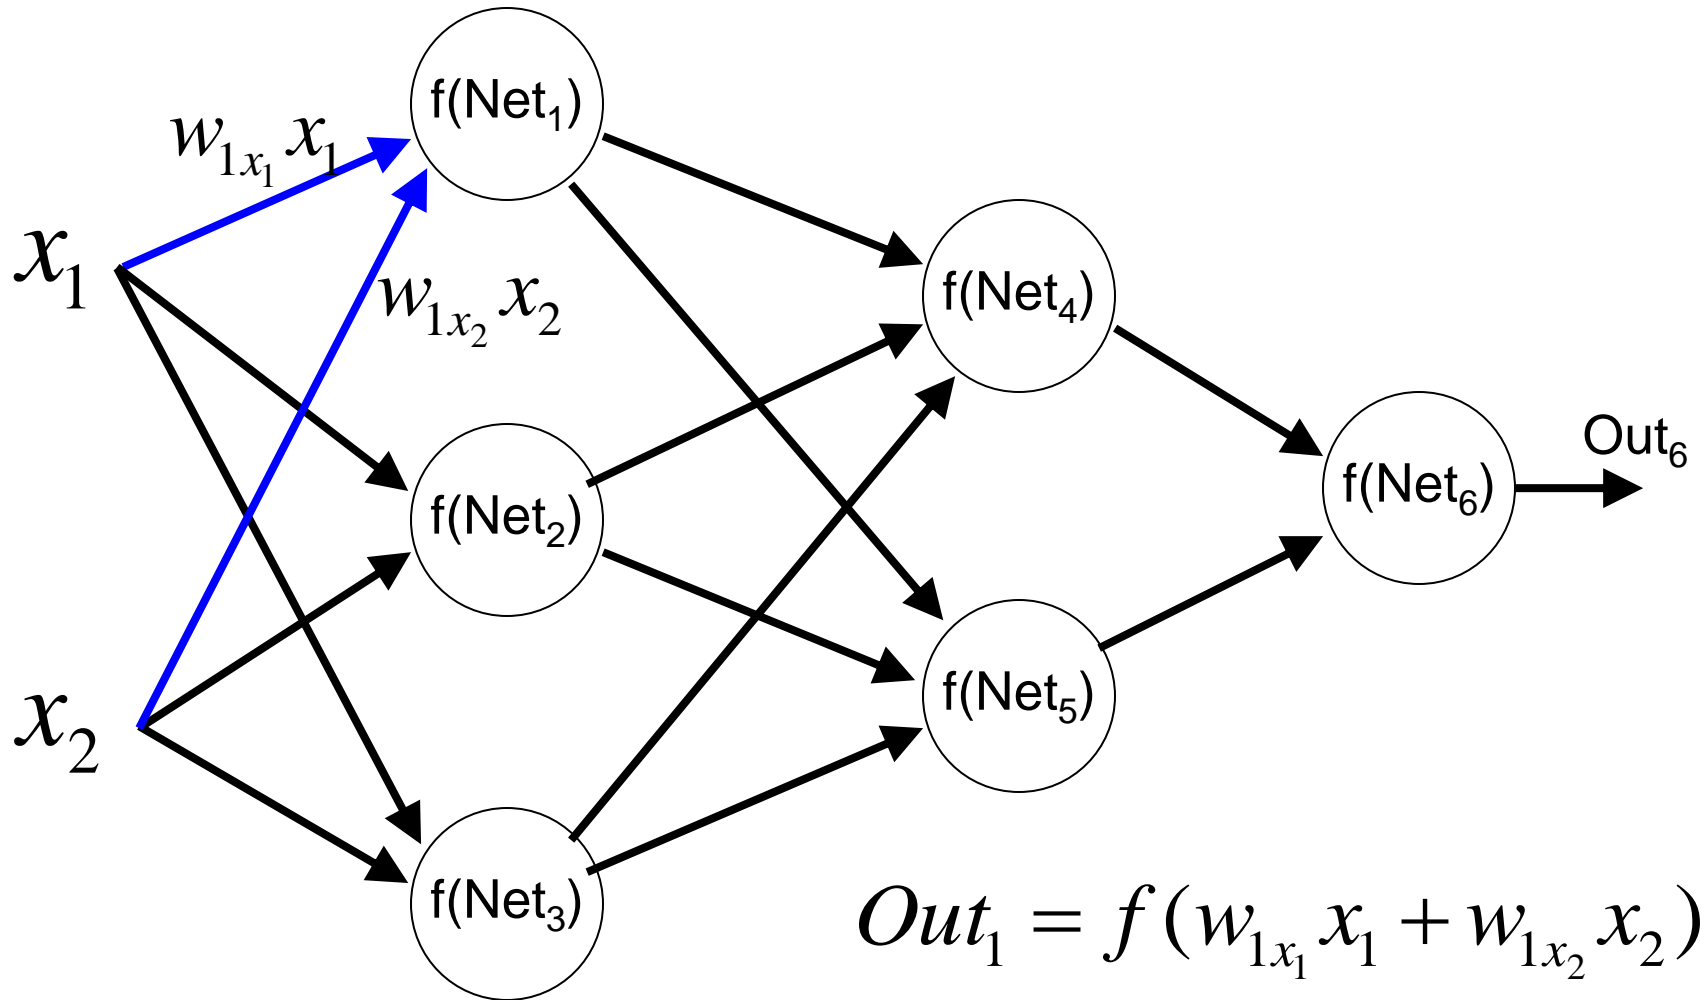 f(Net₁)
w₁ₓ₁ x₁
x₁
w₁ₓ₂ x₂
f(Net₄)
Out₆
f(Net₆)
f(Net₂)
f(Net₅)
x₂
f(Net₃)
Out₁ = f(w₁ₓ₁ x₁ + w₁ₓ₂ x₂)